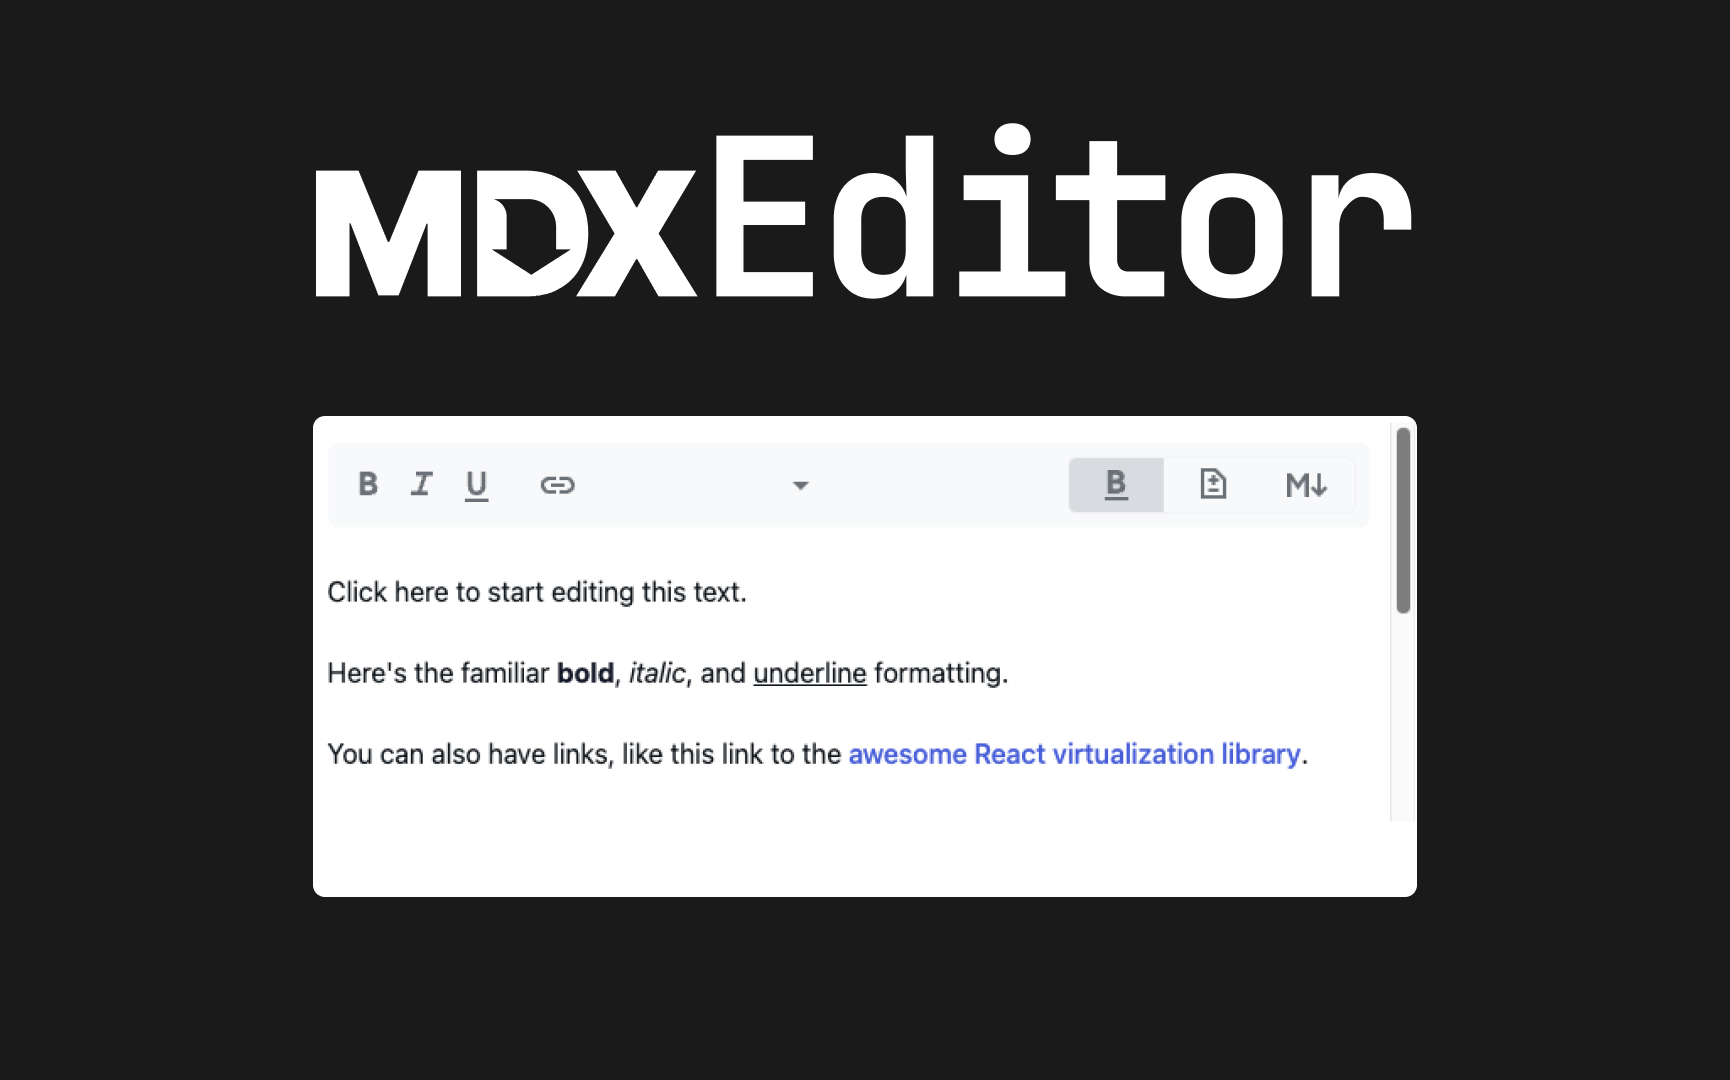 MDXEditor
B I U B M↓
Click here to start editing this text.
Here's the familiar bold, italic, and underline formatting.
You can also have links, like this link to the awesome React virtualization library.